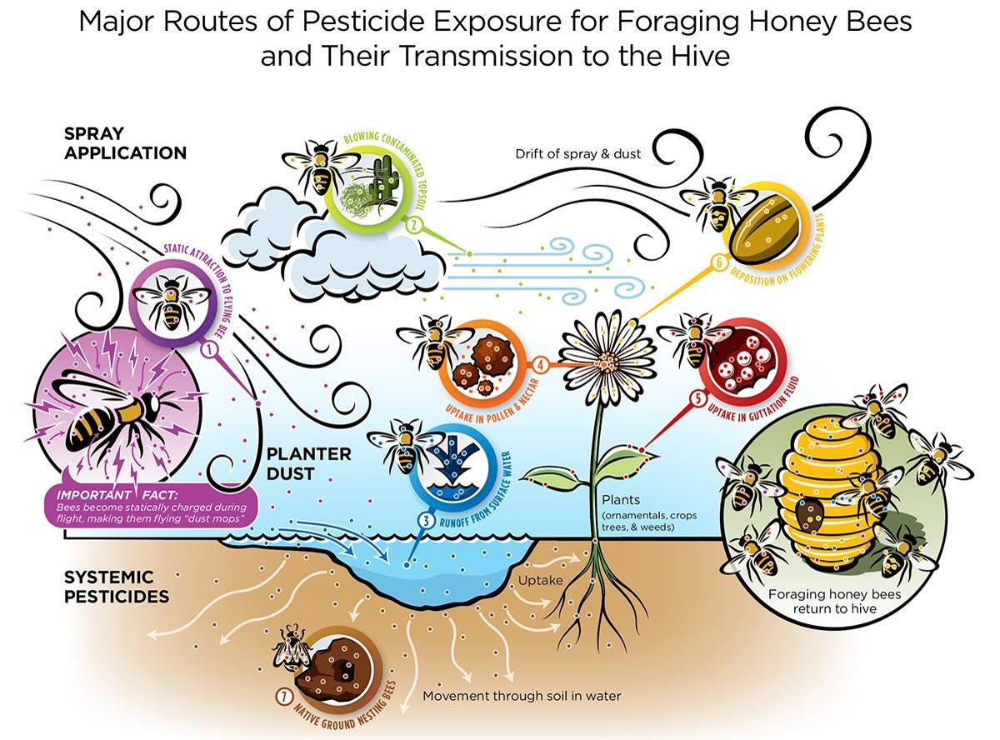 Major Routes of Pesticide Exposure for Foraging Honey Bees
and Their Transmission to the Hive
SPRAY
APPLICATION
BLOWING CONTAMINATED TOPSOIL
2
Drift of spray & dust
6
DEPOSITION ON FLOWERING PLANTS
STATIC ATTRACTION TO FLYING BEE
1
4
UPTAKE IN POLLEN & NECTAR
5
UPTAKE IN GUTTATION FLUID
PLANTER
DUST
IMPORTANT FACT:
Bees become statically charged during
flight, making them flying “dust mops”
3
RUNOFF FROM SURFACE WATER
Plants
(ornamentals, crops
trees, & weeds)
SYSTEMIC
PESTICIDES
Uptake
Foraging honey bees
return to hive
7
NATIVE GROUND NESTING BEES
Movement through soil in water